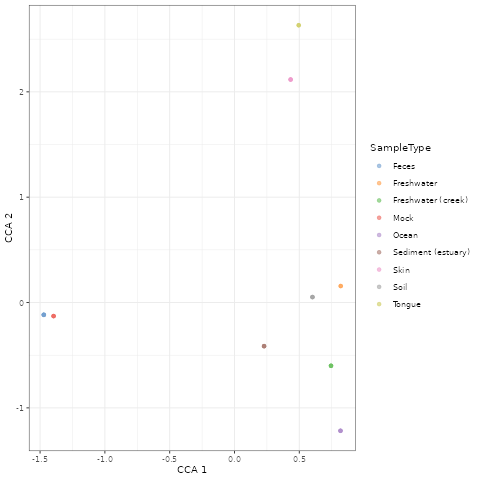 2
1
0
-1
CCA 2
-1.5
-1.0
-0.5
0.0
0.5
CCA 1
SampleType
Feces
Freshwater
Freshwater (creek)
Mock
Ocean
Sediment (estuary)
Skin
Soil
Tongue